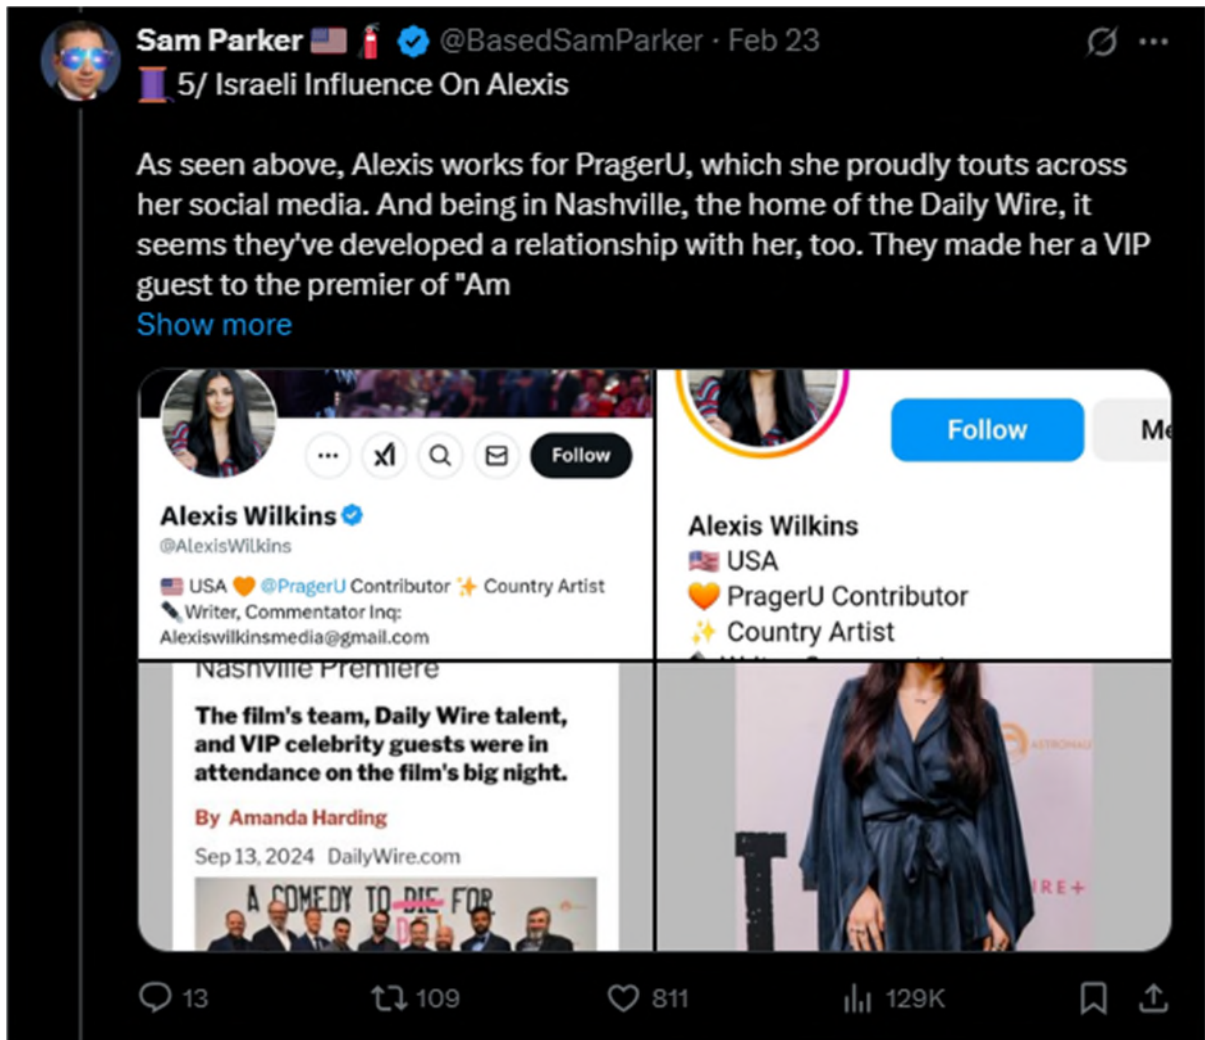 Sam Parker @BasedSamParker · Feb 23
5/ Israeli Influence On Alexis
As seen above, Alexis works for PragerU, which she proudly touts across
her social media. And being in Nashville, the home of the Daily Wire, it
seems they've developed a relationship with her, too. They made her a VIP
guest to the premier of "Am
Show more
Follow
Alexis Wilkins
@AlexisWilkins
USA 🧡 @PragerU Contributor ✨ Country Artist
Writer, Commentator Inq:
Alexiswilkinsmedia@gmail.com
Follow Me
Alexis Wilkins
🇺🇸 USA
🧡 PragerU Contributor
✨ Country Artist
Nashville Premiere
The film's team, Daily Wire talent,
and VIP celebrity guests were in
attendance on the film's big night.
By Amanda Harding
Sep 13, 2024 DailyWire.com
A COMEDY TO DIE FOR
IRE+
13 109 811 129K